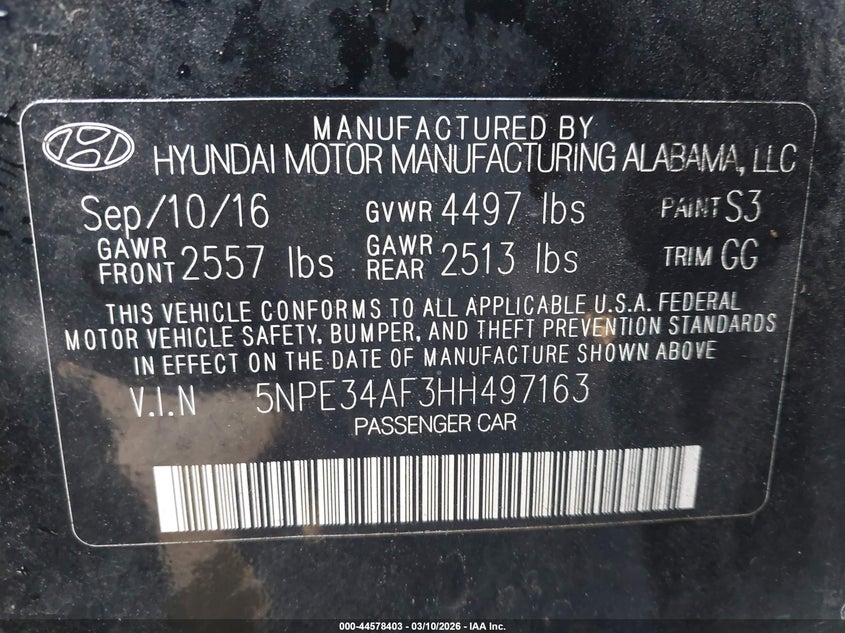 MANUFACTURED BY
HYUNDAI MOTOR MANUFACTURING ALABAMA, LLC
Sep/10/16 GVWR 4497 lbs PAINT S3
GAWR FRONT 2557 lbs GAWR REAR 2513 lbs TRIM GG
THIS VEHICLE CONFORMS TO ALL APPLICABLE U.S.A. FEDERAL
MOTOR VEHICLE SAFETY, BUMPER, AND THEFT PREVENTION STANDARDS
IN EFFECT ON THE DATE OF MANUFACTURE SHOWN ABOVE
V.I.N 5NPE34AF3HH497163
PASSENGER CAR
000-44578403 - 03/10/2026 - IAA Inc.